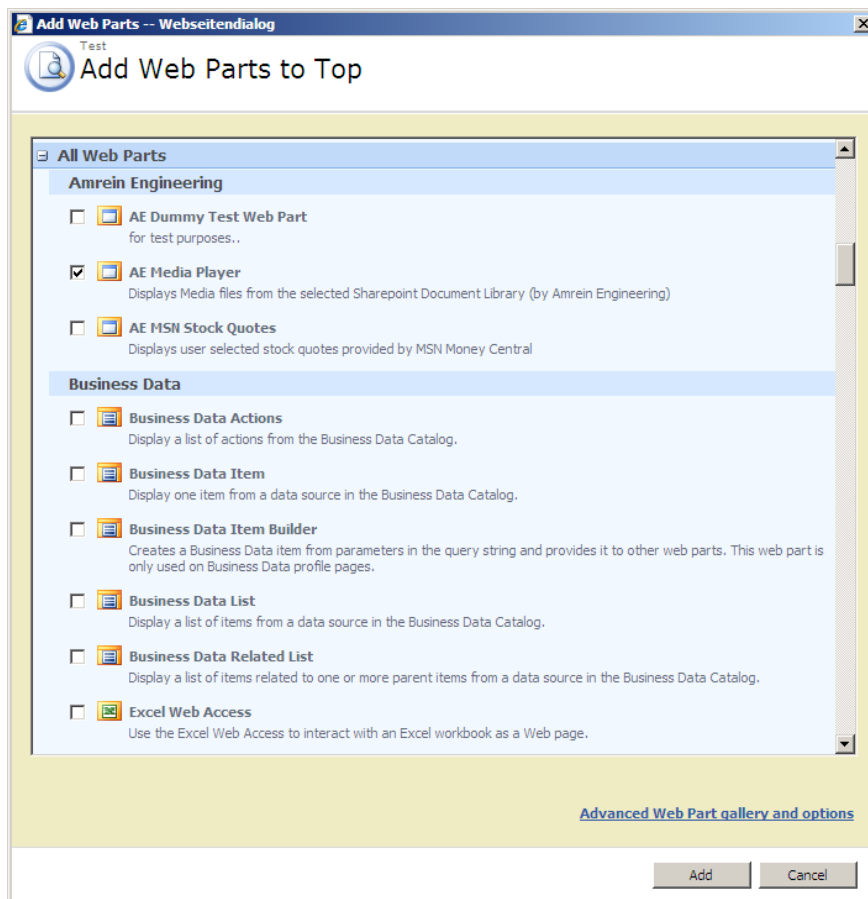 Add Web Parts -- Webseitendialog
Test
Add Web Parts to Top
All Web Parts
Amrein Engineering
AE Dummy Test Web Part
for test purposes..
AE Media Player
Displays Media files from the selected Sharepoint Document Library (by Amrein Engineering)
AE MSN Stock Quotes
Displays user selected stock quotes provided by MSN Money Central
Business Data
Business Data Actions
Display a list of actions from the Business Data Catalog.
Business Data Item
Display one item from a data source in the Business Data Catalog.
Business Data Item Builder
Creates a Business Data item from parameters in the query string and provides it to other web parts. This web part is
only used on Business Data profile pages.
Business Data List
Display a list of items from a data source in the Business Data Catalog.
Business Data Related List
Display a list of items related to one or more parent items from a data source in the Business Data Catalog.
Excel Web Access
Use the Excel Web Access to interact with an Excel workbook as a Web page.
Advanced Web Part gallery and options
Add Cancel